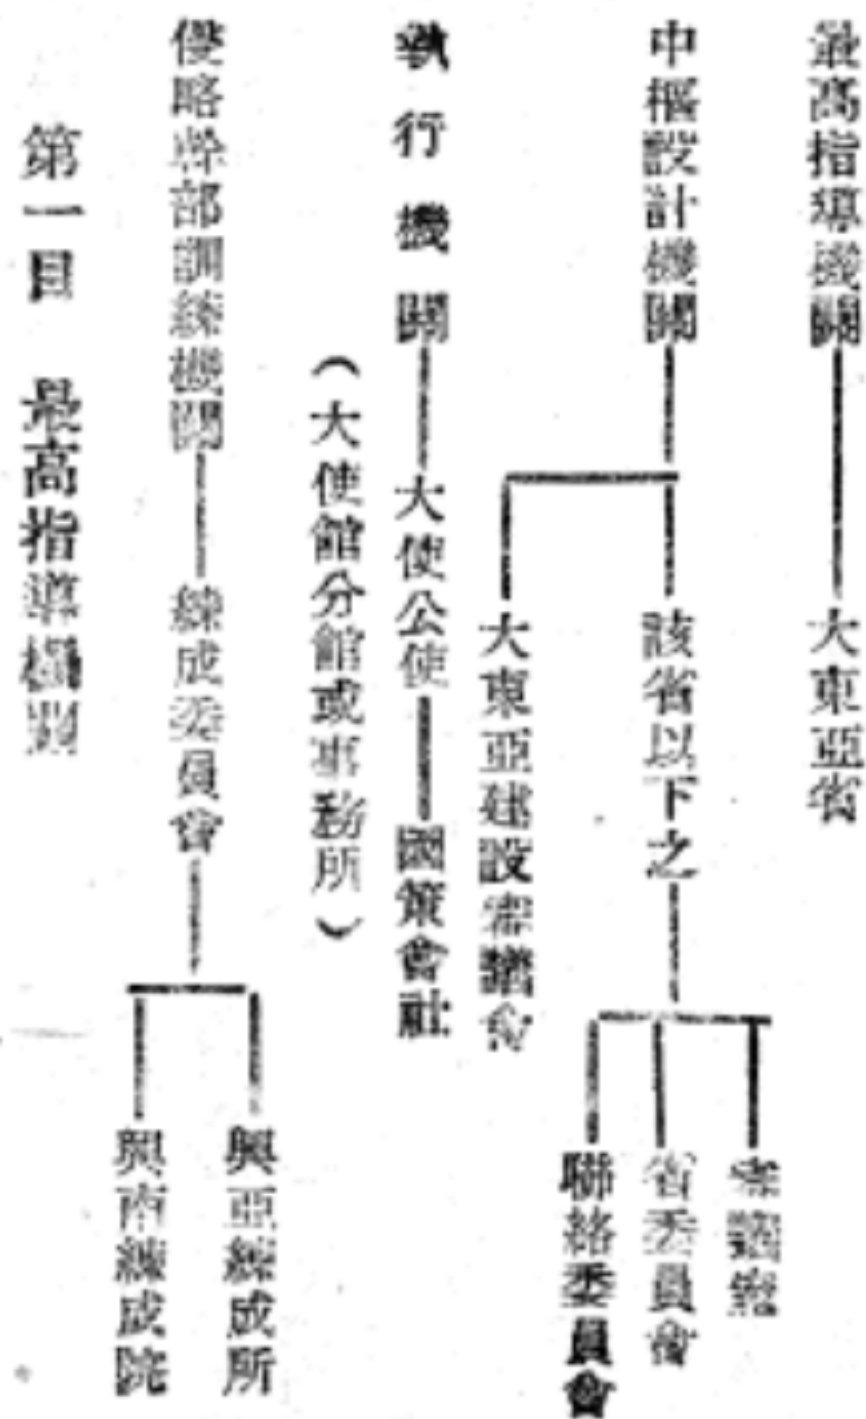 最高指導機關——大東亞省
中樞設計機關
該省以下之
審議室
省委員會
聯絡委員會
大東亞建設審議會
執行機關——大使公使——國策會社
(大使館分館或事務所)
侵略幹部訓練機關——練成委員會
興亞練成所
興南練成院
第一目　最高指導機關